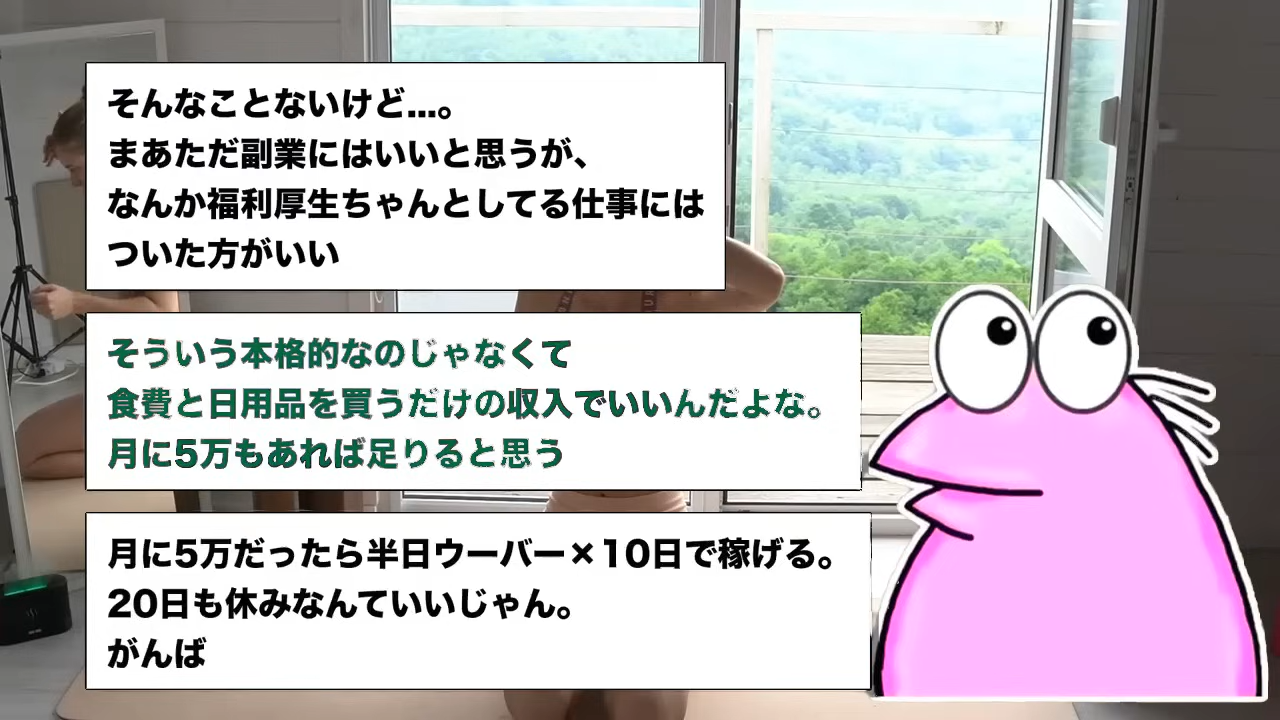 そんなことないけど…。
まあただ副業にはいいと思うが、
なんか福利厚生ちゃんとしてる仕事には
ついた方がいい
そういう本格的なのじゃなくて
食費と日用品を買うだけの収入でいいんだよな。
月に5万もあれば足りると思う
月に5万だったら半日ウーバー×10日で稼げる。
20日も休みなんていいじゃん。
がんば